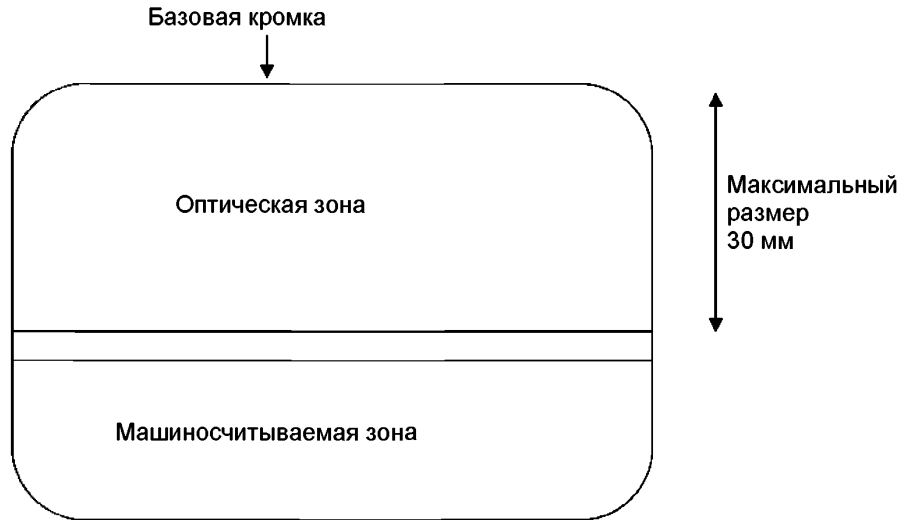 Базовая кромка
Оптическая зона
Максимальный
размер
30 мм
Машиносчитываемая зона